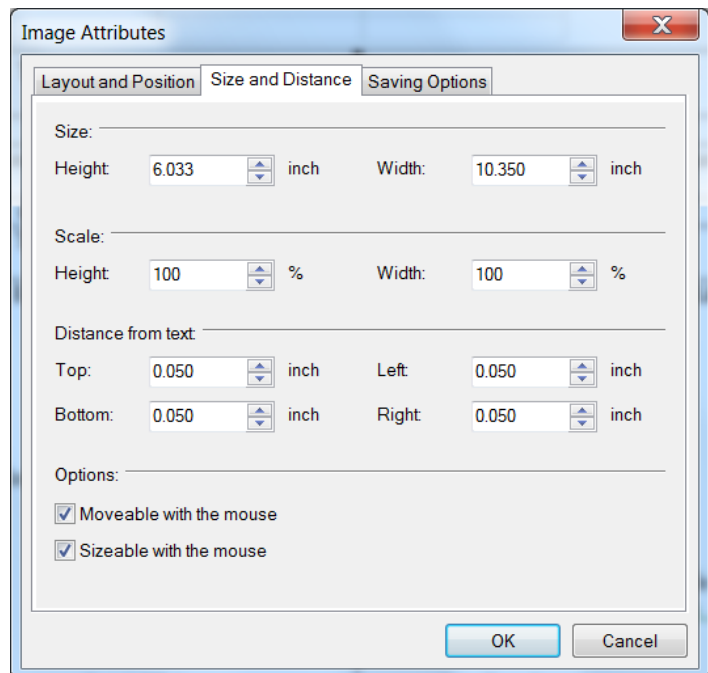 Image Attributes
Layout and Position Size and Distance Saving Options
Size:
Height: 6.033 inch Width: 10.350 inch
Scale:
Height: 100 % Width: 100 %
Distance from text:
Top: 0.050 inch Left: 0.050 inch
Bottom: 0.050 inch Right: 0.050 inch
Options:
Moveable with the mouse
Sizeable with the mouse
OK Cancel